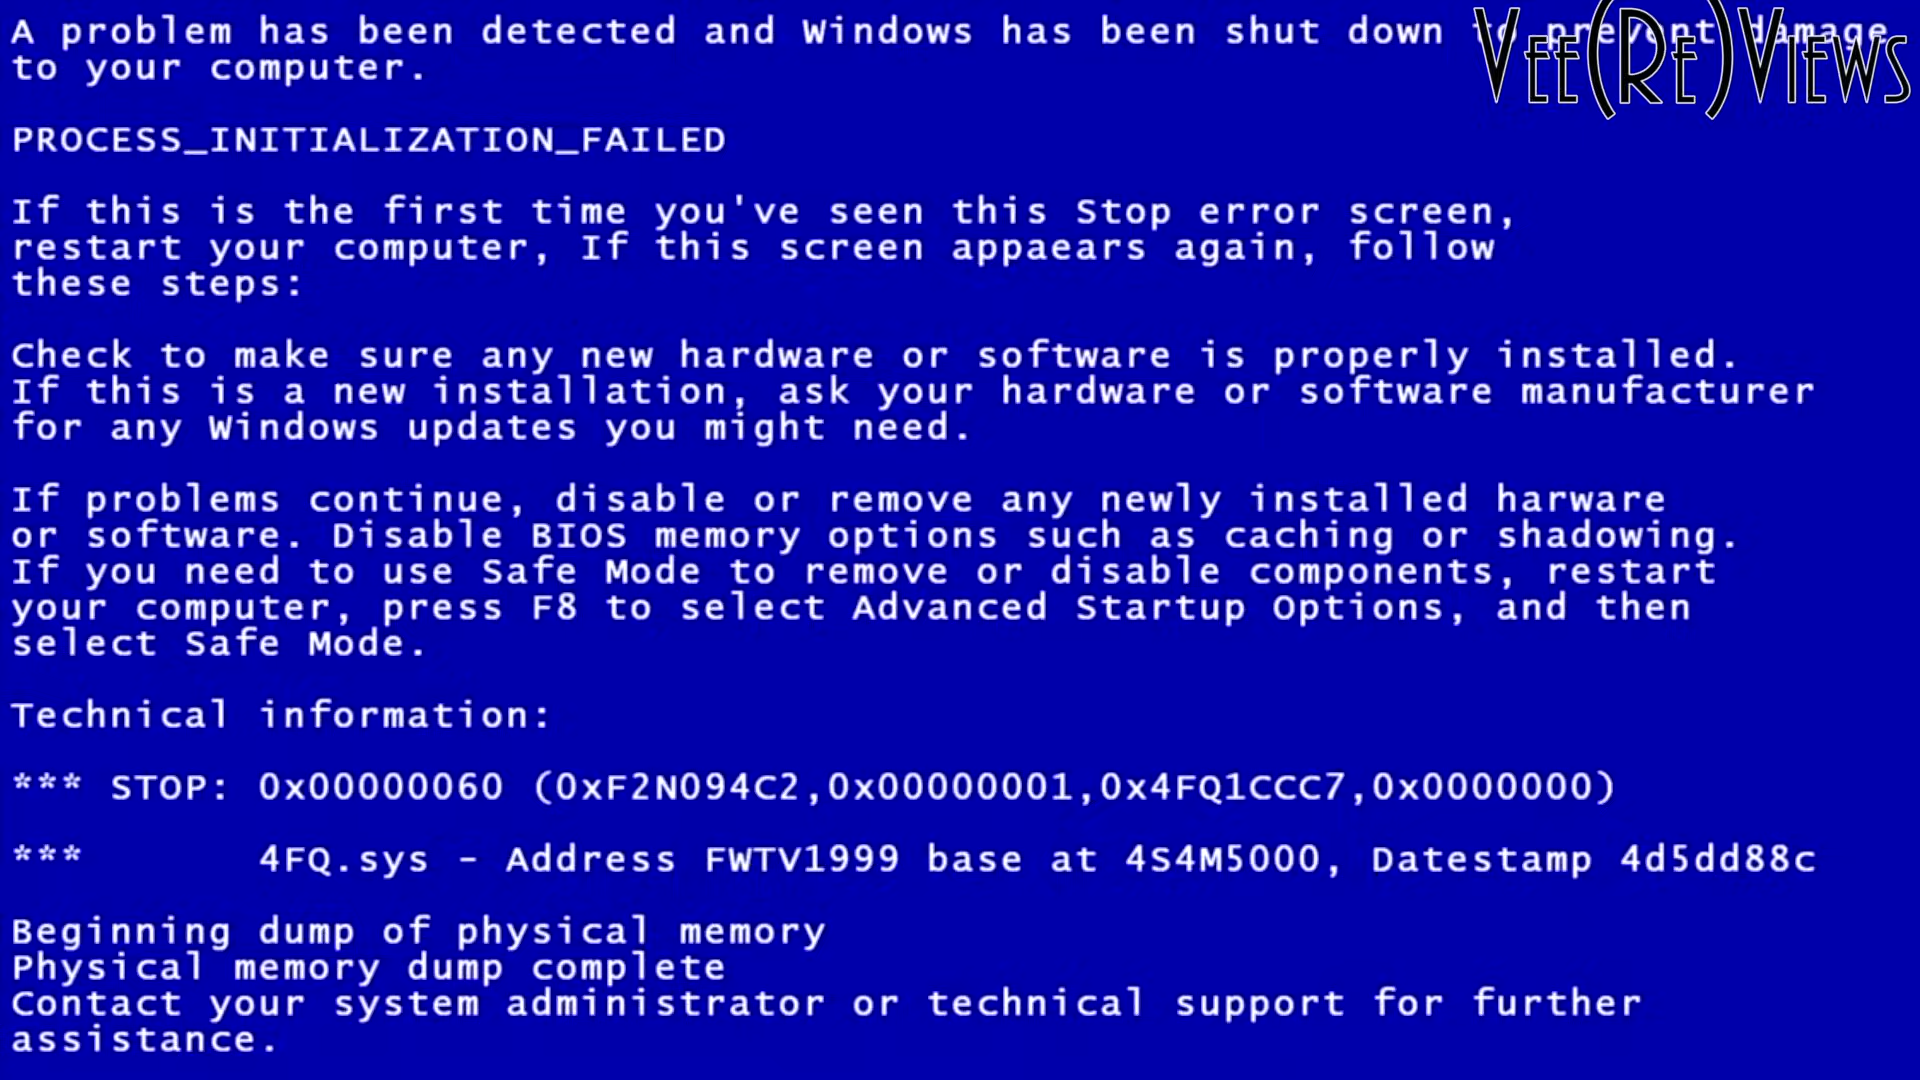 A problem has been detected and Windows has been shut down to prevent damage
to your computer.
VEE(RE)VIEWS
PROCESS_INITIALIZATION_FAILED
If this is the first time you've seen this Stop error screen,
restart your computer, If this screen appaears again, follow
these steps:
Check to make sure any new hardware or software is properly installed.
If this is a new installation, ask your hardware or software manufacturer
for any Windows updates you might need.
If problems continue, disable or remove any newly installed harware
or software. Disable BIOS memory options such as caching or shadowing.
If you need to use Safe Mode to remove or disable components, restart
your computer, press F8 to select Advanced Startup Options, and then
select Safe Mode.
Technical information:
*** STOP: 0x00000060 (0xF2N094C2,0x00000001,0x4FQ1CCC7,0x0000000)
*** 4FQ.sys – Address FWTV1999 base at 4S4M5000, Datestamp 4d5dd88c
Beginning dump of physical memory
Physical memory dump complete
Contact your system administrator or technical support for further
assistance.